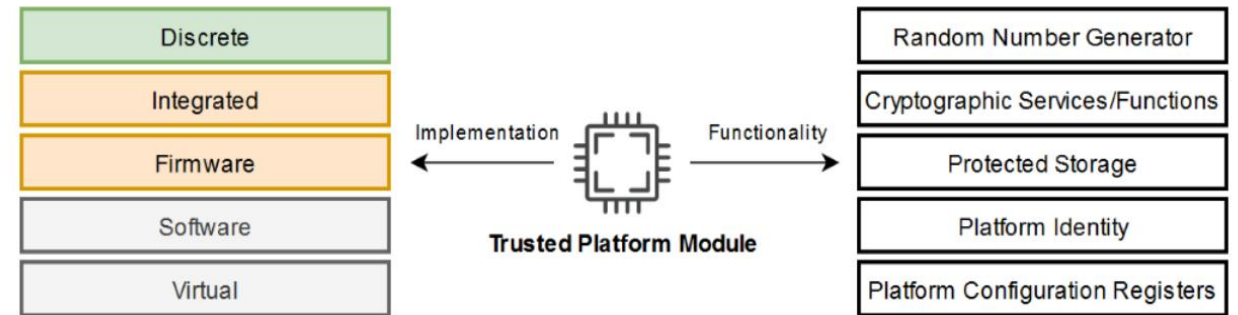 Discrete
Integrated
Firmware
Software
Virtual
Implementation
Functionality
Trusted Platform Module
Random Number Generator
Cryptographic Services/Functions
Protected Storage
Platform Identity
Platform Configuration Registers